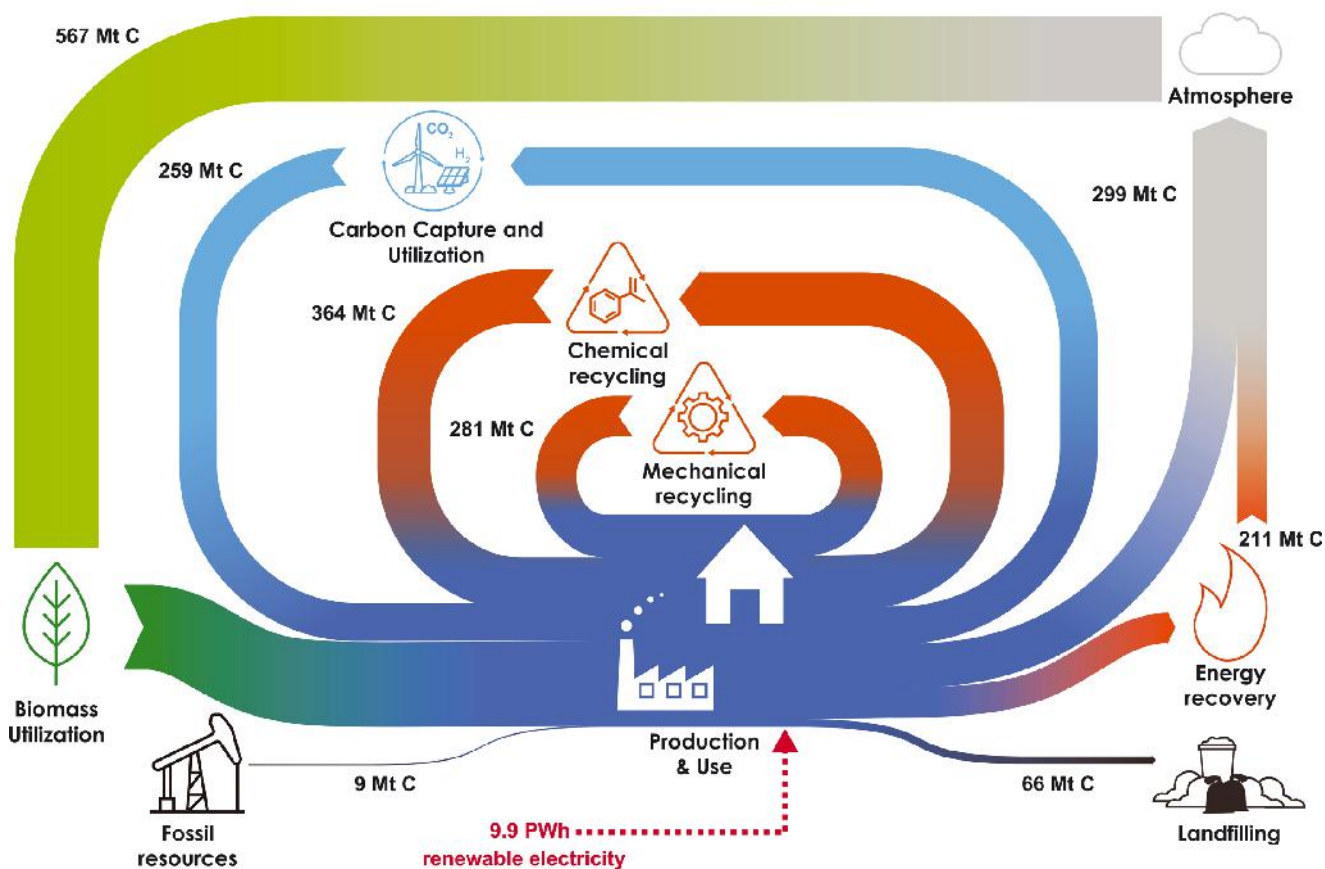 567 Mt C
Atmosphere
CO₂
H₂
259 Mt C
299 Mt C
Carbon Capture and
Utilization
364 Mt C
Chemical
recycling
281 Mt C
Mechanical
recycling
211 Mt C
Biomass
Utilization
Energy
recovery
Production
& Use
9 Mt C
66 Mt C
Fossil
resources
9.9 PWh
renewable electricity
Landfilling